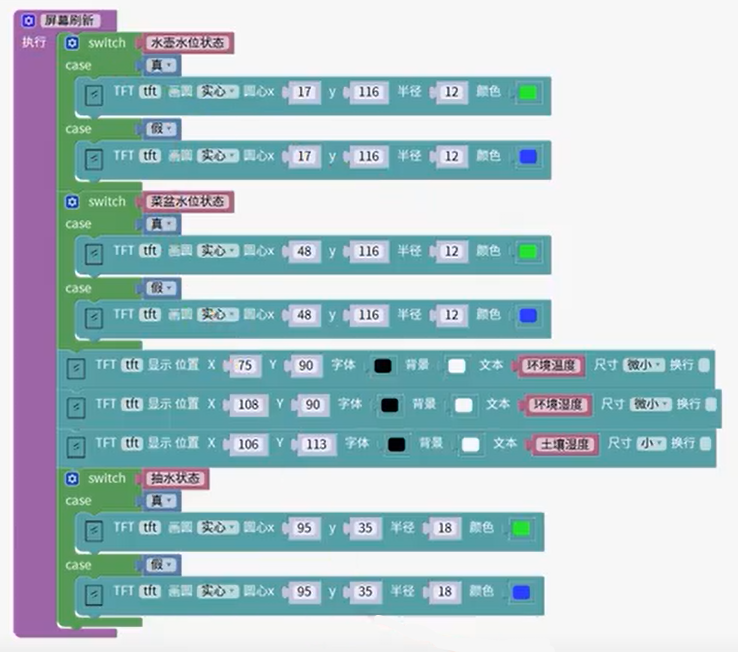 屏幕刷新
执行 switch 水壶水位状态
case 真
TFT tft 画圆 实心 圆心x 17 y 116 半径 12 颜色
case 假
TFT tft 画圆 实心 圆心x 17 y 116 半径 12 颜色
switch 菜盆水位状态
case 真
TFT tft 画圆 实心 圆心x 48 y 116 半径 12 颜色
case 假
TFT tft 画圆 实心 圆心x 48 y 116 半径 12 颜色
TFT tft 显示 位置 X 75 Y 90 字体 背景 文本 环境温度 尺寸 微小 换行
TFT tft 显示 位置 X 108 Y 90 字体 背景 文本 环境湿度 尺寸 微小 换行
TFT tft 显示 位置 X 106 Y 113 字体 背景 文本 土壤湿度 尺寸 小 换行
switch 抽水状态
case 真
TFT tft 画圆 实心 圆心x 95 y 35 半径 18 颜色
case 假
TFT tft 画圆 实心 圆心x 95 y 35 半径 18 颜色